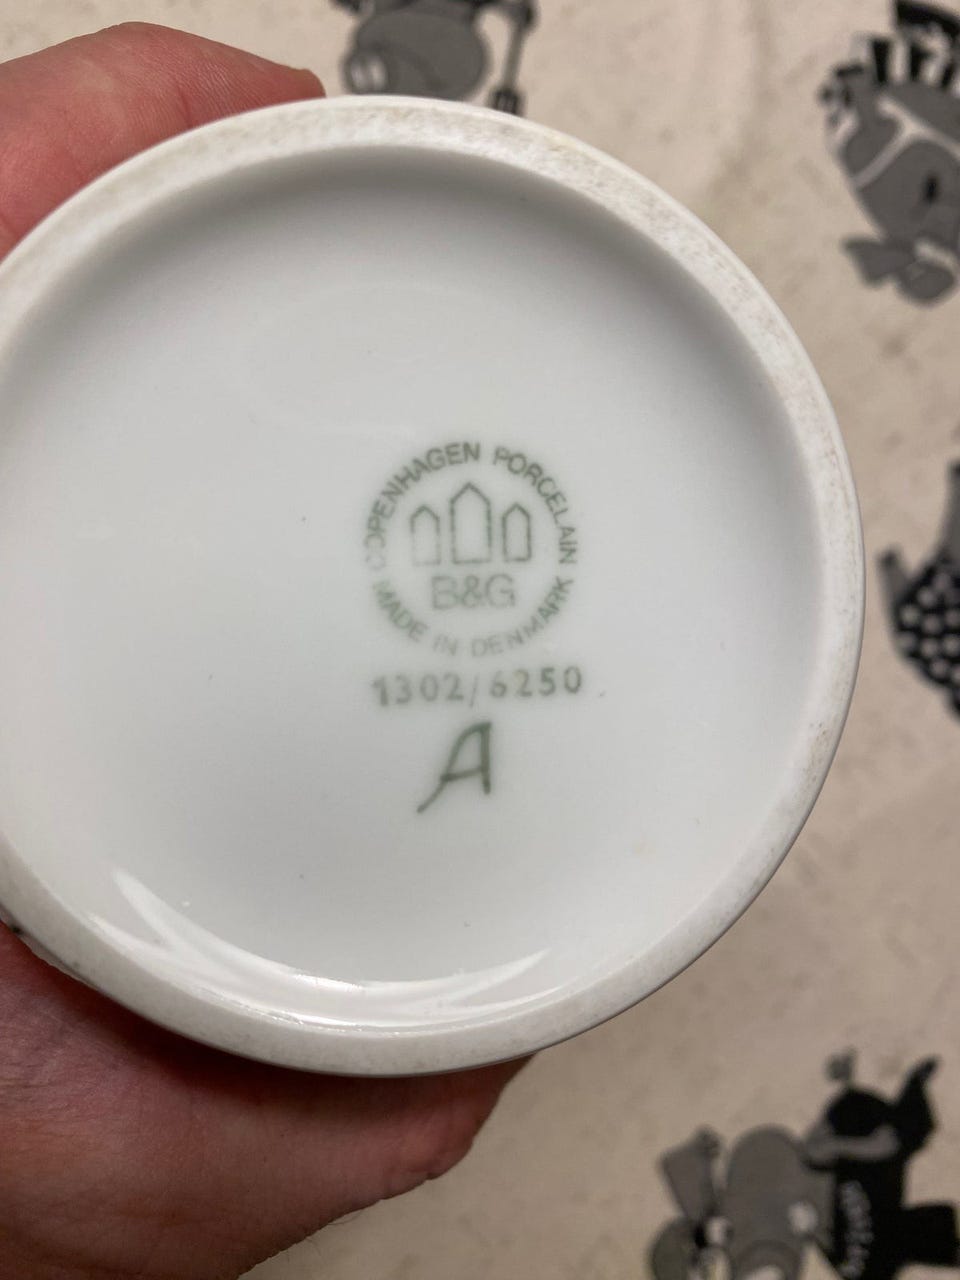 COPENHAGEN PORCELAIN
B&G
MADE IN DENMARK
1302/6250
A